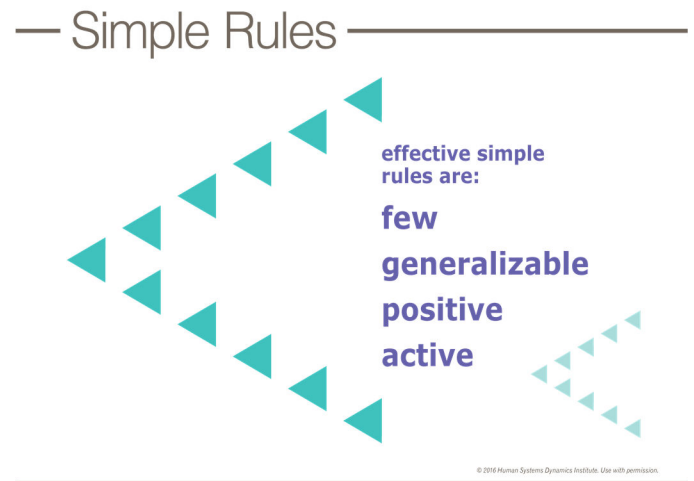 Simple Rules
effective simple
rules are:
few
generalizable
positive
active
© 2016 Human Systems Dynamics Institute. Use with permission.